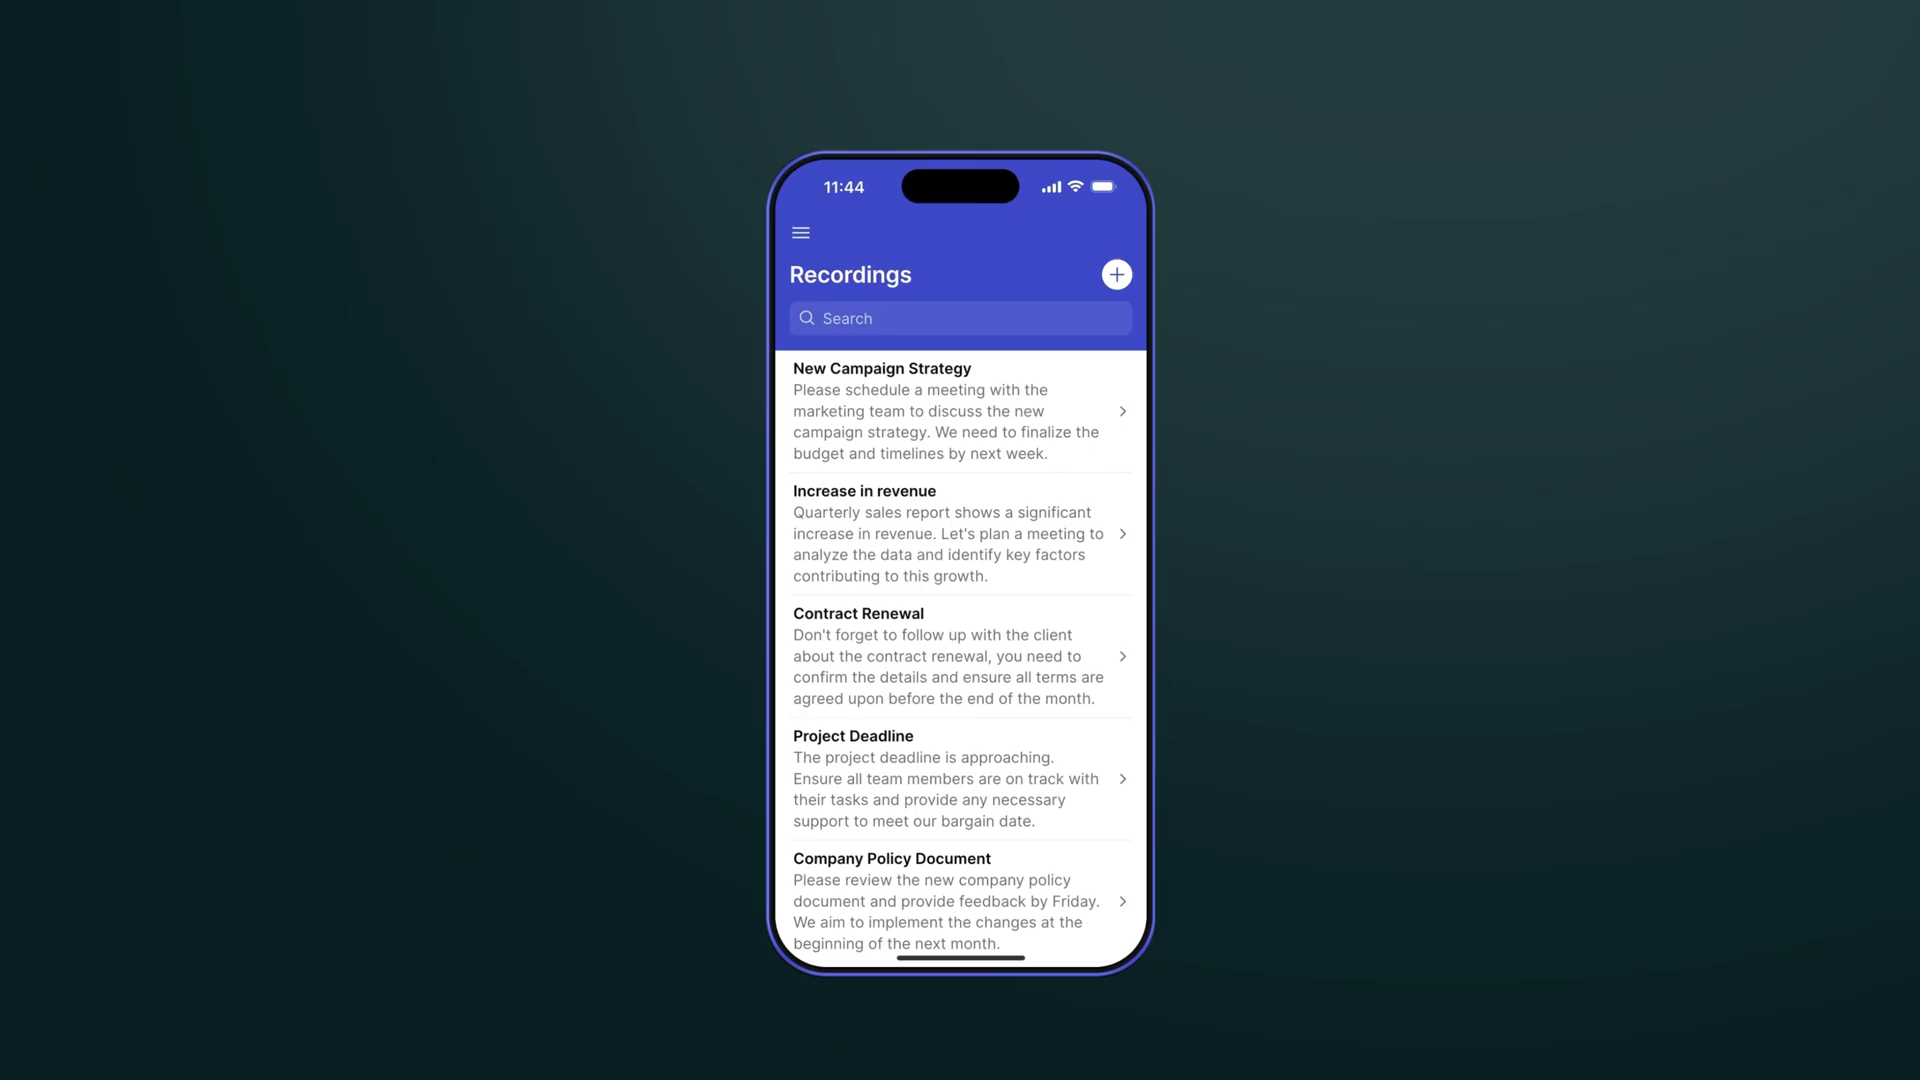 11:44
Recordings
Search
New Campaign Strategy
Please schedule a meeting with the
marketing team to discuss the new
campaign strategy. We need to finalize the
budget and timelines by next week.
Increase in revenue
Quarterly sales report shows a significant
increase in revenue. Let's plan a meeting to
analyze the data and identify key factors
contributing to this growth.
Contract Renewal
Don't forget to follow up with the client
about the contract renewal, you need to
confirm the details and ensure all terms are
agreed upon before the end of the month.
Project Deadline
The project deadline is approaching.
Ensure all team members are on track with
their tasks and provide any necessary
support to meet our bargain date.
Company Policy Document
Please review the new company policy
document and provide feedback by Friday.
We aim to implement the changes at the
beginning of the next month.